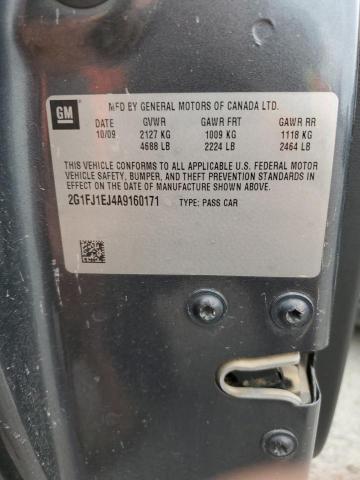 GM
MFD BY GENERAL MOTORS OF CANADA LTD.
DATE GVWR GAWR FRT GAWR RR
10/09 2127 KG 1009 KG 1118 KG
4688 LB 2224 LB 2464 LB
THIS VEHICLE CONFORMS TO ALL APPLICABLE U.S. FEDERAL MOTOR
VEHICLE SAFETY, BUMPER, AND THEFT PREVENTION STANDARDS IN
EFFECT ON THE DATE OF MANUFACTURE SHOWN ABOVE.
2G1FJ1EJ4A9160171 TYPE: PASS CAR